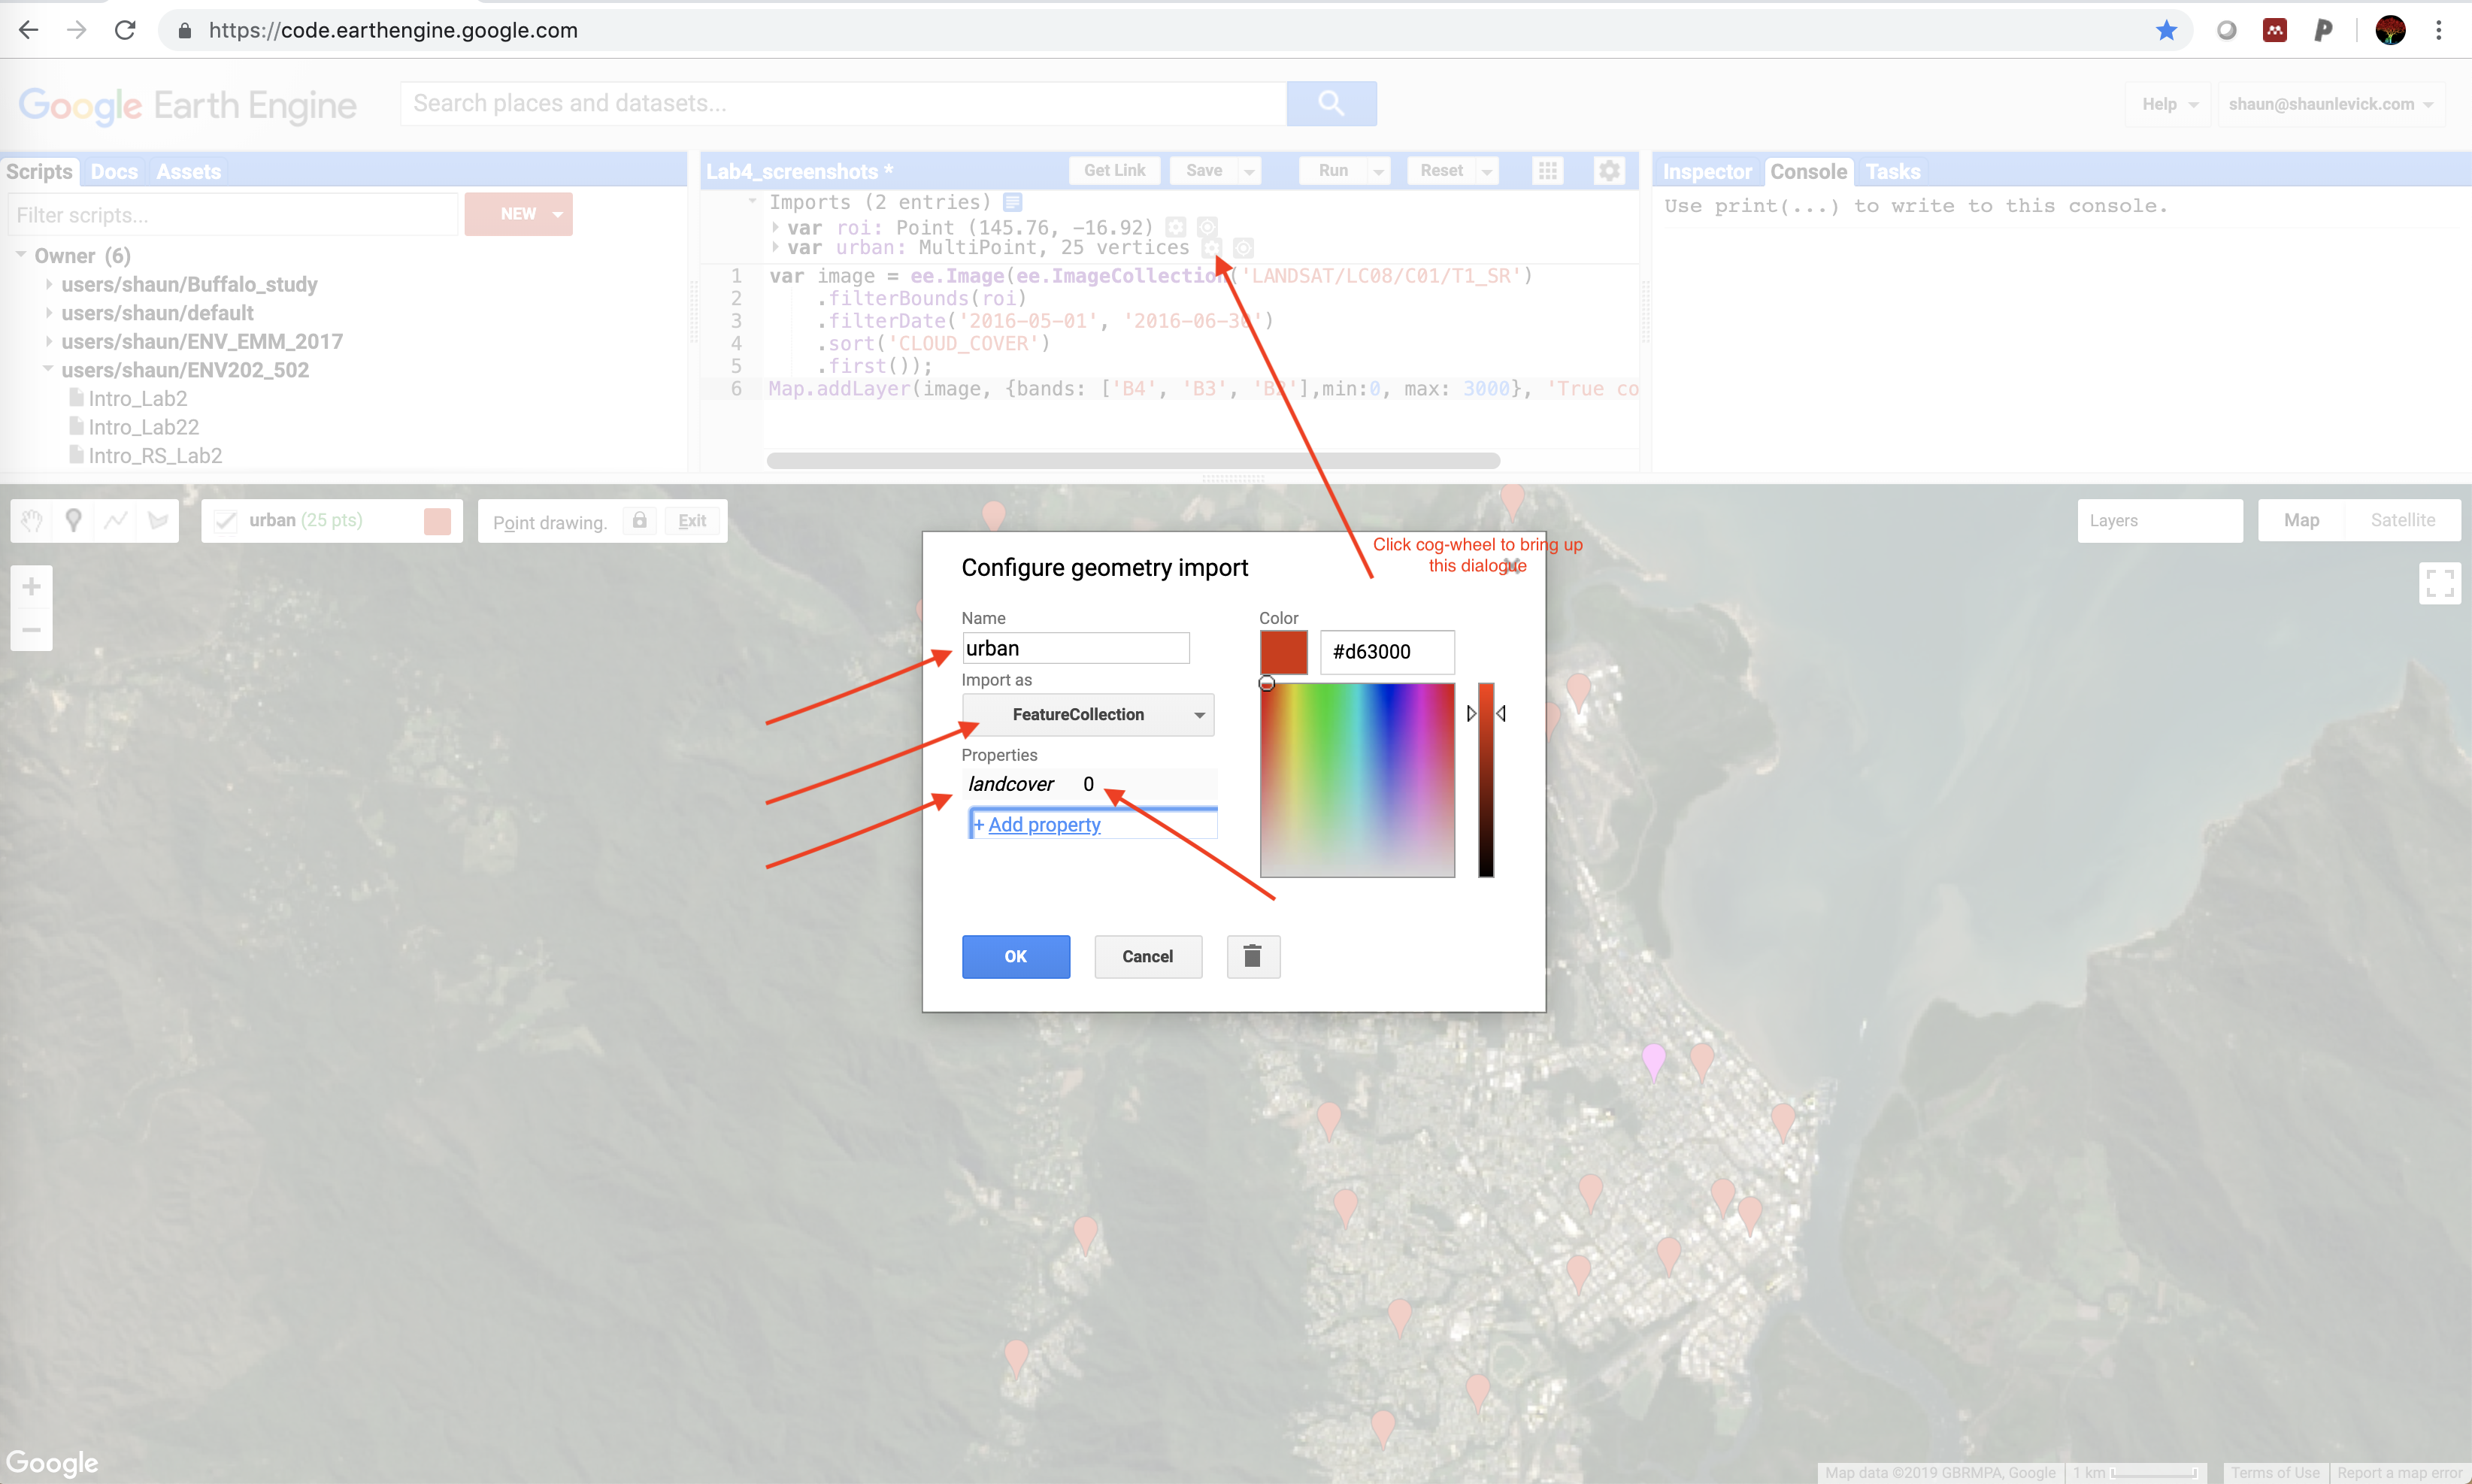 https://code.earthengine.google.com
Google Earth Engine
Search places and datasets...
Help
shaun@shaunlevick.com
Scripts Docs Assets
Filter scripts...
NEW
Owner (6)
users/shaun/Buffalo_study
users/shaun/default
users/shaun/ENV_EMM_2017
users/shaun/ENV202_502
Intro_Lab2
Intro_Lab22
Intro_RS_Lab2
Lab4_screenshots *
Get Link Save Run Reset
Imports (2 entries)
var roi: Point (145.76, -16.92)
var urban: MultiPoint, 25 vertices
1 var image = ee.Image(ee.ImageCollection('LANDSAT/LC08/C01/T1_SR')
2 .filterBounds(roi)
3 .filterDate('2016-05-01', '2016-06-30')
4 .sort('CLOUD_COVER')
5 .first());
6 Map.addLayer(image, {bands: ['B4', 'B3', 'B2'],min:0, max: 3000}, 'True co
Inspector Console Tasks
Use print(...) to write to this console.
urban (25 pts)
Point drawing. Exit
Layers
Map Satellite
Click cog-wheel to bring up
this dialogue
Configure geometry import
Name
urban
Import as
FeatureCollection
Properties
landcover 0
+ Add property
Color
#d63000
OK Cancel
Google
Map data ©2019 GBRMPA, Google 1 km Terms of Use Report a map error